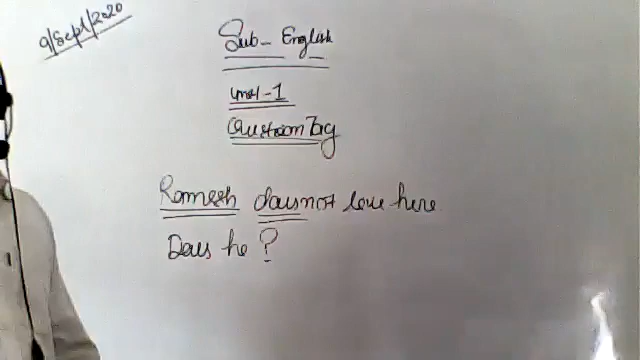 9/Sept/2020
Sub- English
Unit-1
Question Tag
Ramesh does not live here
Does he ?